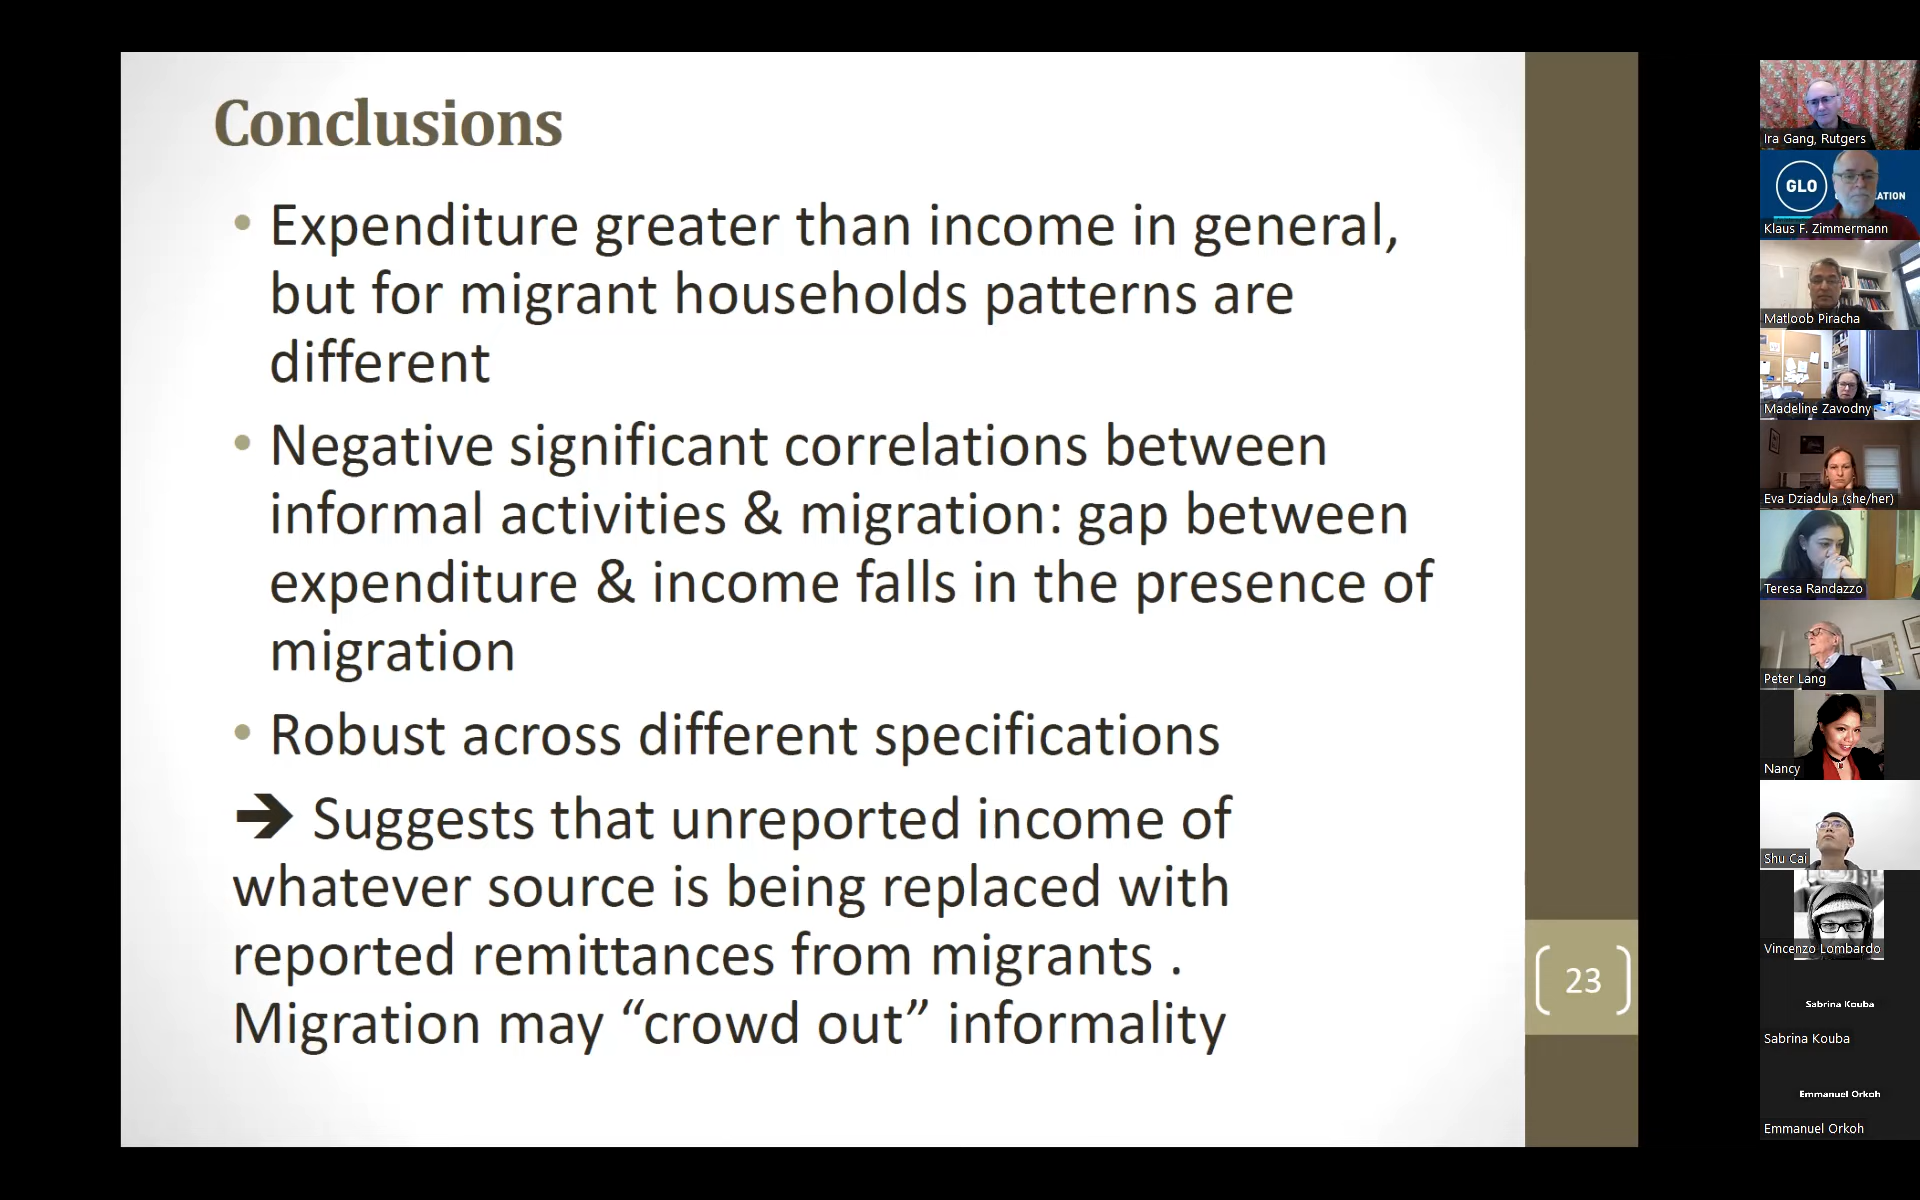 Conclusions
• Expenditure greater than income in general,
but for migrant households patterns are
different
• Negative significant correlations between
informal activities & migration: gap between
expenditure & income falls in the presence of
migration
• Robust across different specifications
➔ Suggests that unreported income of
whatever source is being replaced with
reported remittances from migrants .
Migration may “crowd out” informality
23
Ira Gang, Rutgers
GLO
ATION
Klaus F. Zimmermann
Matloob Piracha
Madeline Zavodny
Eva Dziadula (she/her)
Teresa Randazzo
Peter Lang
Nancy
Shu Cai
Vincenzo Lombardo
Sabrina Kouba
Sabrina Kouba
Emmanuel Orkoh
Emmanuel Orkoh